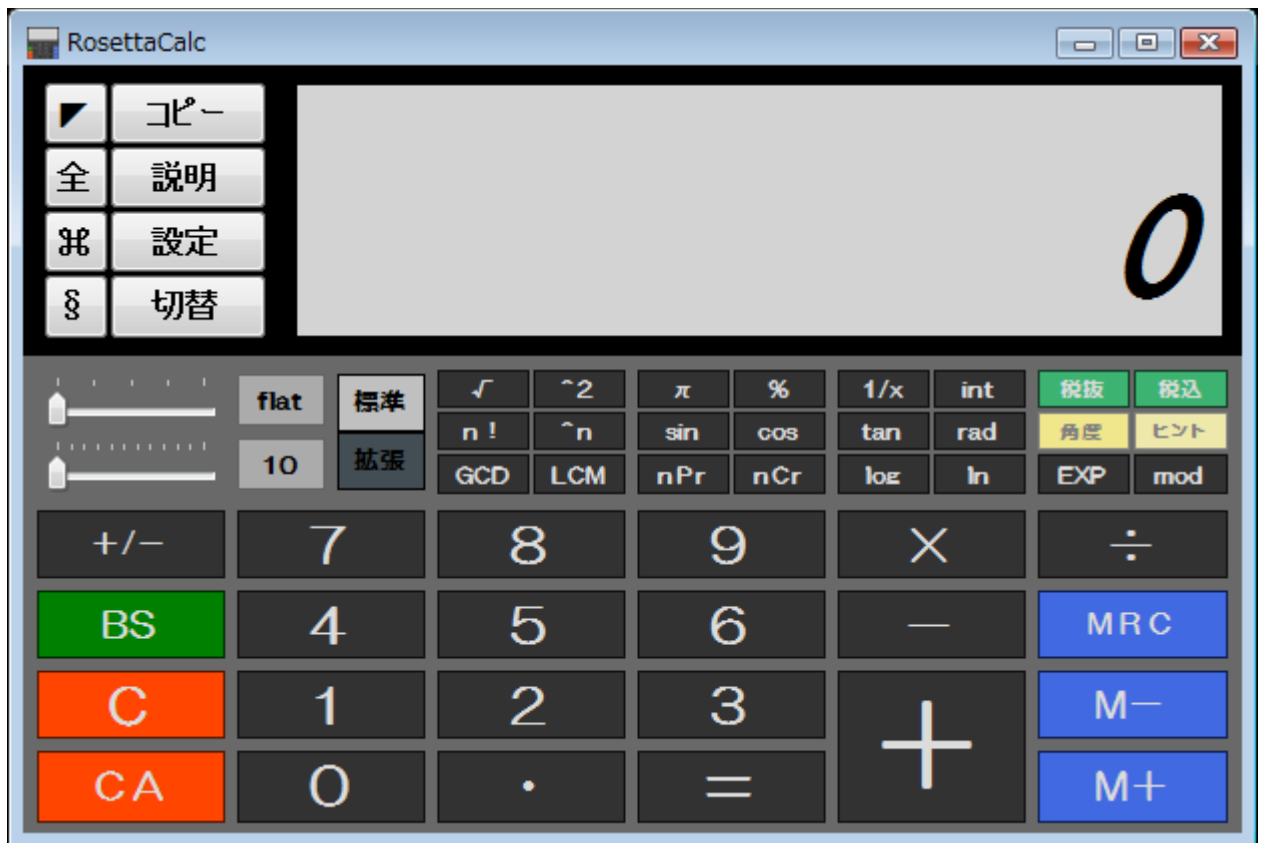 RosettaCalc
◤ コピー
全 説明
⌘ 設定
§ 切替
0
flat 標準 √ ^2 π % 1/x int 税抜 税込
n! ^n sin cos tan rad 角度 ヒント
10 拡張 GCD LCM nPr nCr log ln EXP mod
+/− 7 8 9 × ÷
BS 4 5 6 − MRC
C 1 2 3 + M−
CA 0 ・ = M+